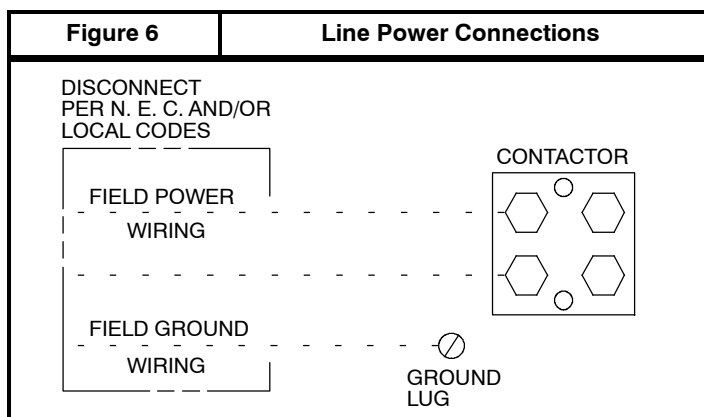 Figure 6
Line Power Connections
DISCONNECT
PER N. E. C. AND/OR
LOCAL CODES
CONTACTOR
FIELD POWER
WIRING
FIELD GROUND
WIRING
GROUND
LUG